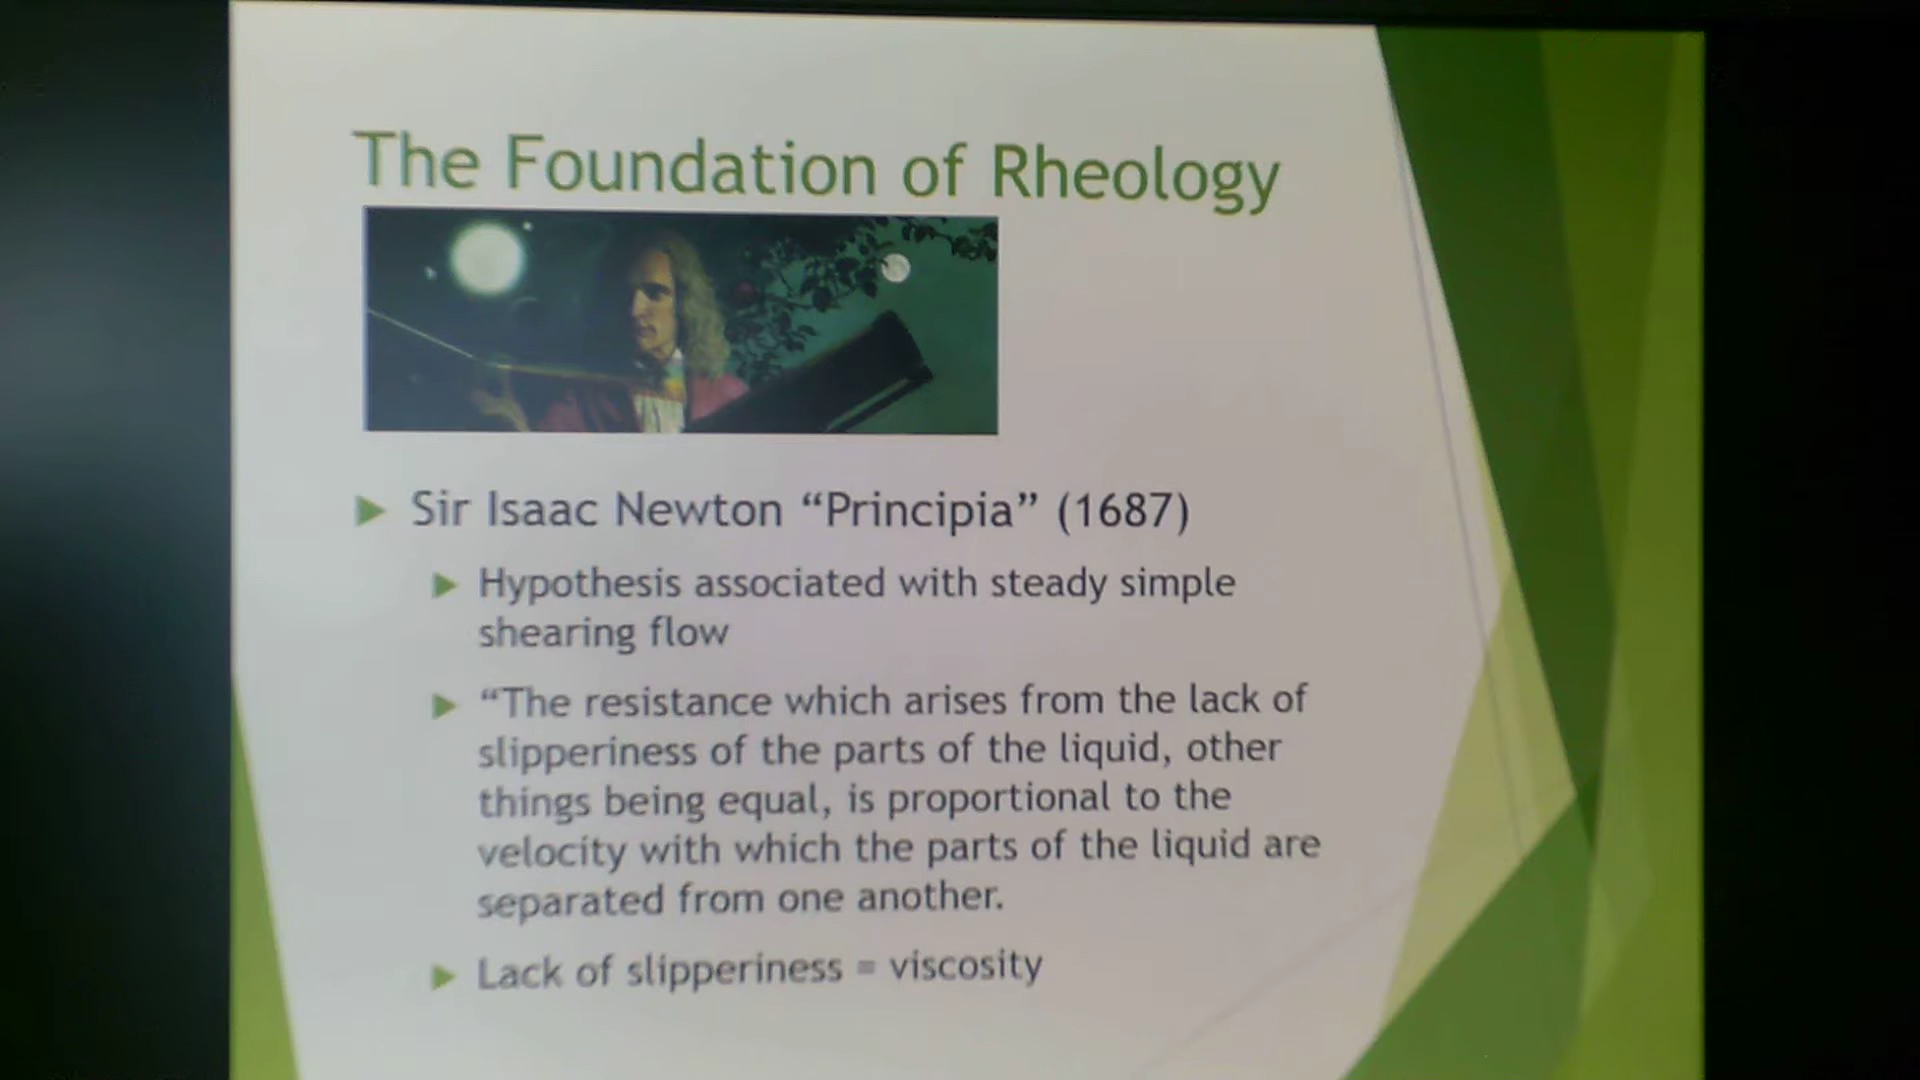 The Foundation of Rheology
Sir Isaac Newton “Principia” (1687)
Hypothesis associated with steady simple
shearing flow
“The resistance which arises from the lack of
slipperiness of the parts of the liquid, other
things being equal, is proportional to the
velocity with which the parts of the liquid are
separated from one another.
Lack of slipperiness = viscosity